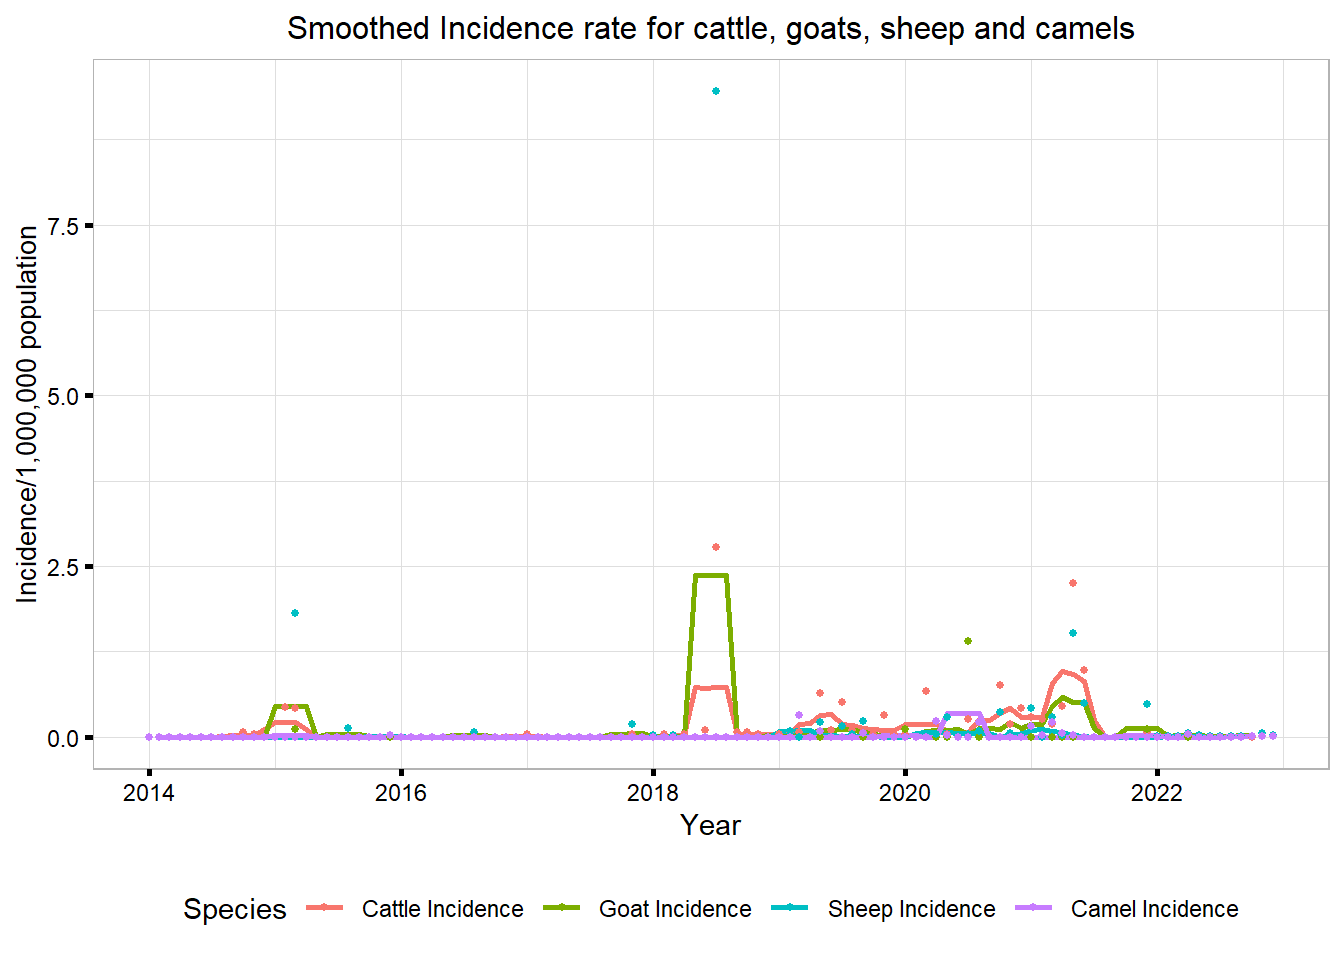 Smoothed Incidence rate for cattle, goats, sheep and camels
Incidence/1,000,000 population
7.5
5.0
2.5
0.0
2014 2016 2018 2020 2022
Year
Species Cattle Incidence Goat Incidence Sheep Incidence Camel Incidence